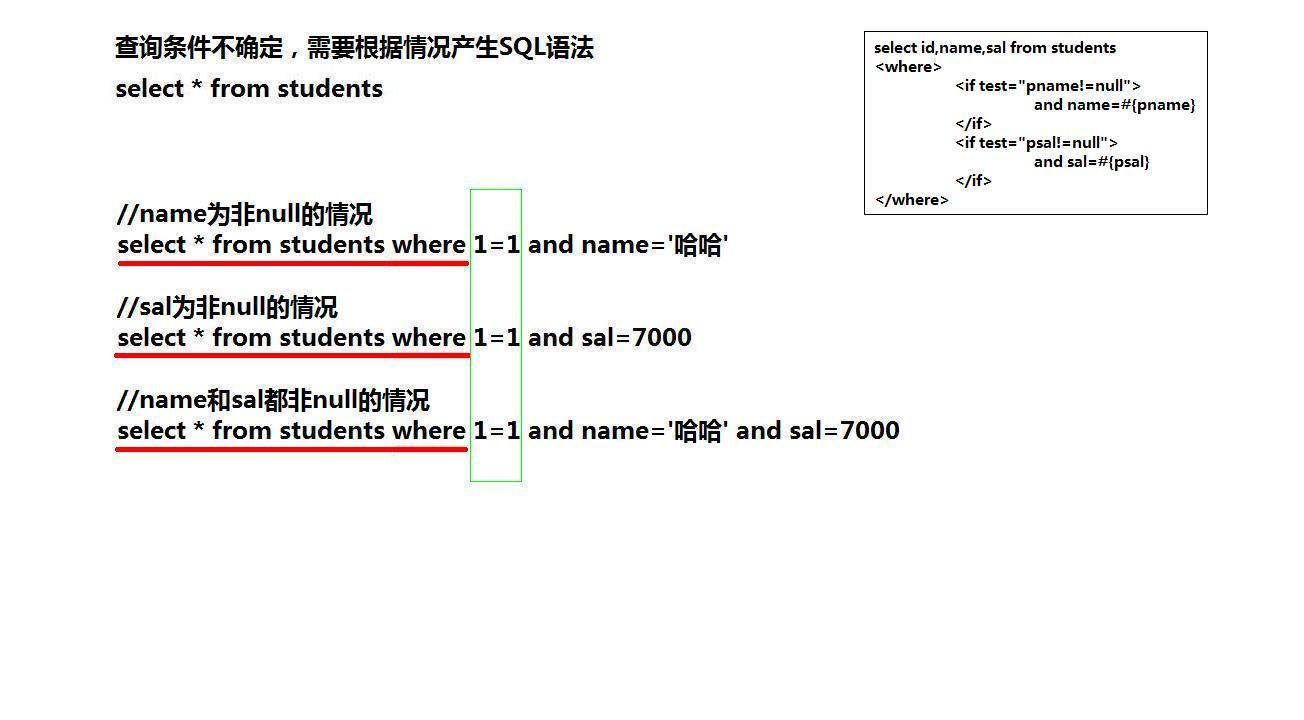 查询条件不确定，需要根据情况产生SQL语法
select * from students
select id,name,sal from students
<where>
<if test="pname!=null">
and name=#{pname}
</if>
<if test="psal!=null">
and sal=#{psal}
</if>
</where>
//name为非null的情况
select * from students where 1=1 and name='哈哈'
//sal为非null的情况
select * from students where 1=1 and sal=7000
//name和sal都非null的情况
select * from students where 1=1 and name='哈哈' and sal=7000